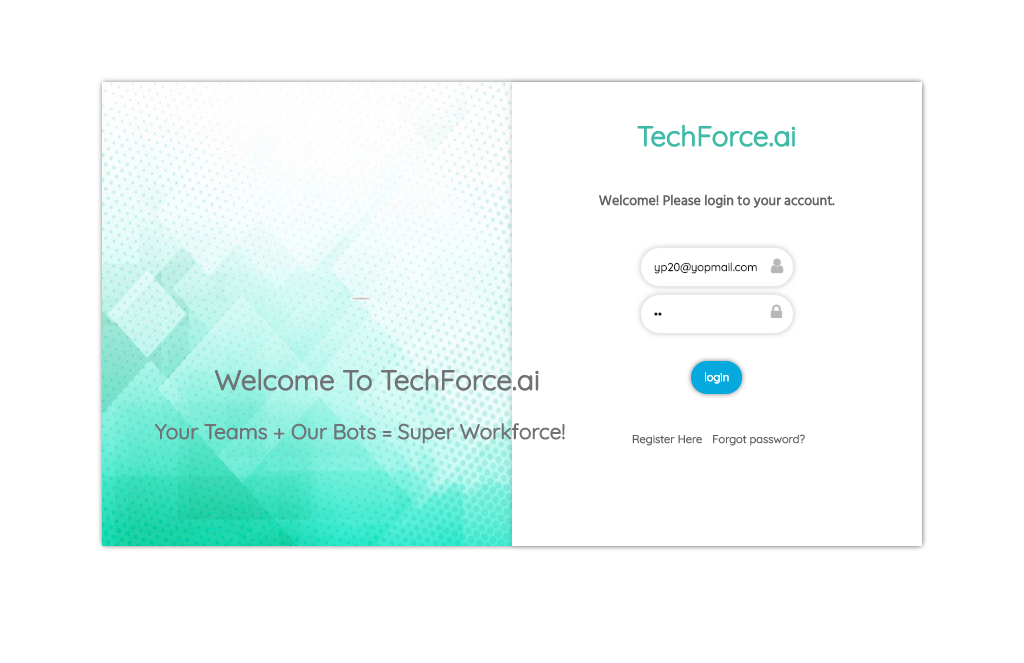 Welcome To TechForce.ai
Your Teams + Our Bots = Super Workforce!
TechForce.ai
Welcome! Please login to your account.
yp20@yopmail.com
••
login
Register Here Forgot password?